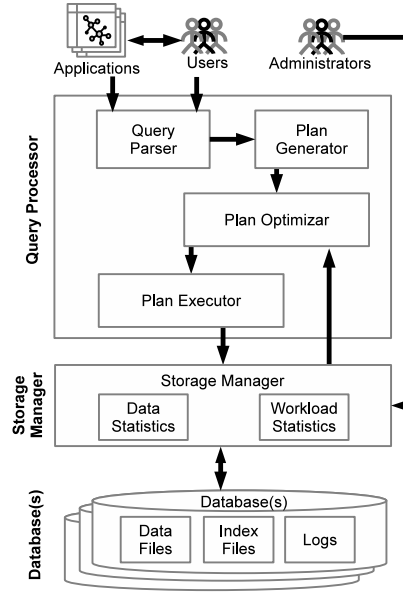 Applications
Users
Administrators
Query Processor
Query
Parser
Plan
Generator
Plan Optimizar
Plan Executor
Storage
Manager
Storage Manager
Data
Statistics
Workload
Statistics
Database(s)
Database(s)
Data
Files
Index
Files
Logs